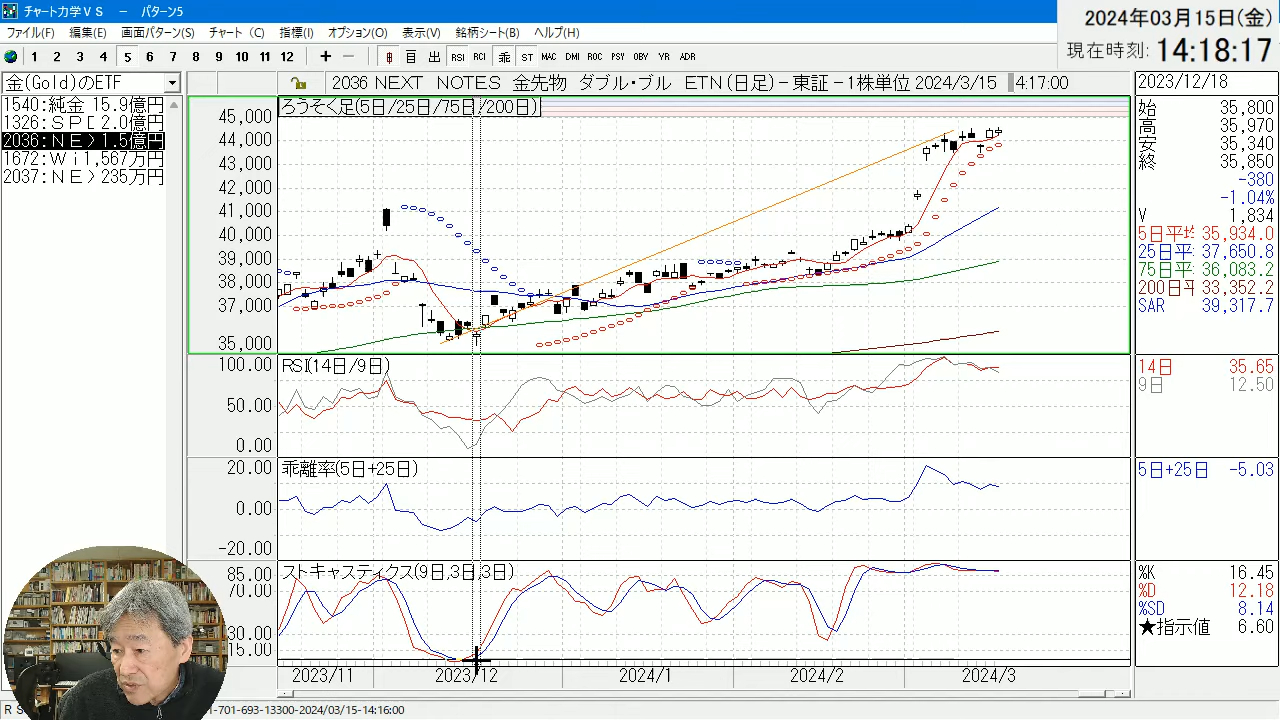 チャート力学VS － パターン5
2024年03月15日(金)
現在時刻: 14:18:17
ファイル(F) 編集(E) 画面パターン(S) チャート (C) 指標(I) オプション(O) 表示(V) 銘柄シート(B) ヘルプ(H)
1 2 3 4 5 6 7 8 9 10 11 12 + − 日 百 出 RSI RCI 乖 ST MAC DMI ROC PSY OBV YR ADR
金(Gold)のETF
2036 NEXT NOTES 金先物 ダブル･ブル ETN (日足)－東証－1株単位 2024/3/15 4:17:00
2023/12/18
1540:純金 15.9億円
1326:SP[2.0億円
2036:NE>1.5億円
1672:Wi1,567万円
2037:NE>235万円
ろうそく足(5日/25日/75日/200日)
45,000
44,000
43,000
42,000
41,000
40,000
39,000
38,000
37,000
35,000
始 35,800
高 35,970
安 35,340
終 35,850
-380
-1.04%
V 1,834
5日平均 35,934.0
25日平 37,650.8
75日平 36,083.2
200日平 33,352.2
SAR 39,317.7
RSI(14日/9日)
100.00
50.00
0.00
14日 35.65
9日 12.50
乖離率(5日+25日)
20.00
0.00
-20.00
5日+25日 -5.03
ストキャスティクス(9日,3日,3日)
85.00
70.00
30.00
15.00
%K 16.45
%D 12.18
%SD 8.14
★指示値 6.60
2023/11 2023/12 2024/1 2024/2 2024/3
R S 1-701-693-13300-2024/03/15-14:16:00